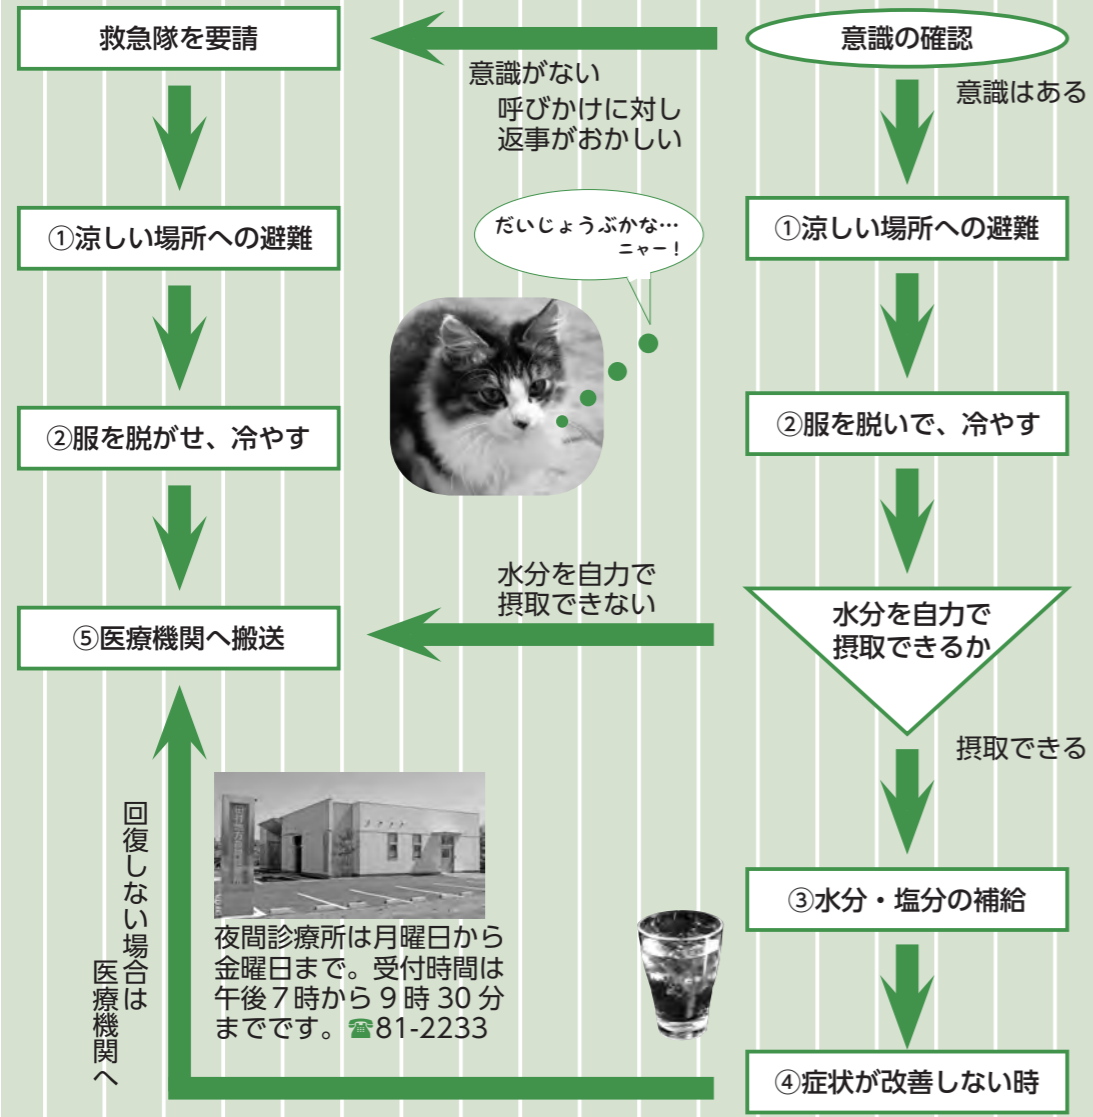 意識の確認
意識がない
呼びかけに対し
返事がおかしい
救急隊を要請
①涼しい場所への避難
②服を脱がせ、冷やす
⑤医療機関へ搬送
意識はある
①涼しい場所への避難
②服を脱いで、冷やす
水分を自力で
摂取できるか
水分を自力で
摂取できない
摂取できる
③水分・塩分の補給
④症状が改善しない時
回復しない場合は
医療機関へ
だいじょうぶかな…
ニャー！
夜間診療所は月曜日から
金曜日まで。受付時間は
午後７時から９時 30 分
までです。☎81-2233